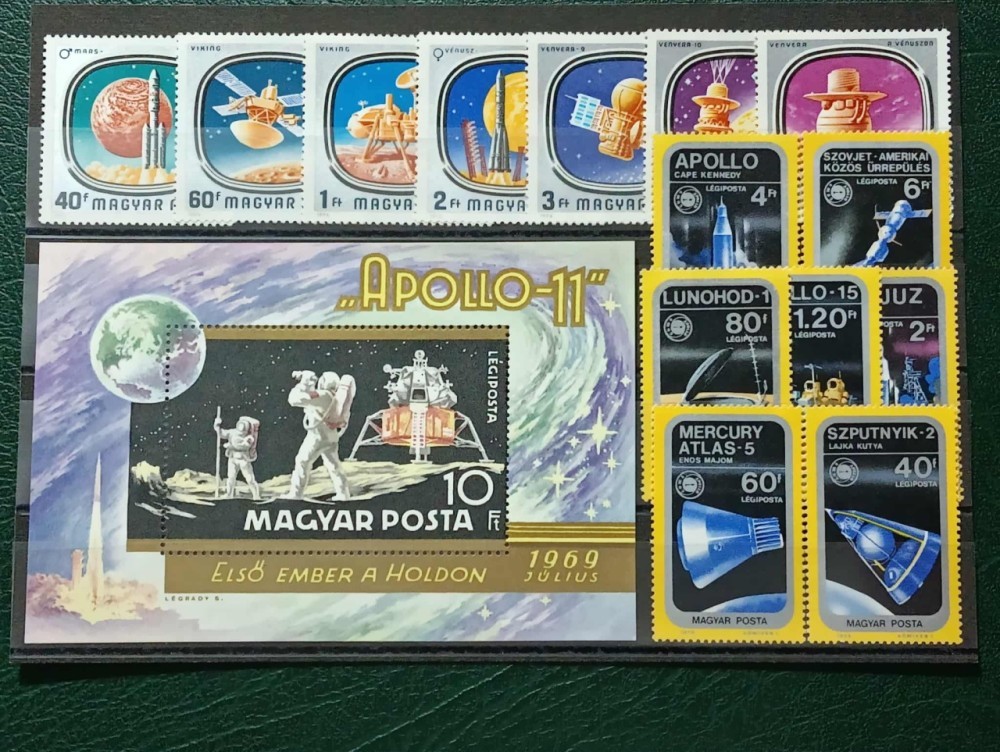 ♂ MARS-
VIKING
VIKING
♀ VÉNUSZ-
VENYERA-9
VENYERA-10
VENYERA A VÉNUSZON
40f MAGYAR
60f MAGYAR
1Ft MAGYAR
2Ft MAGYAR
3Ft MAGYAR
APOLLO
CAPE KENNEDY
LÉGIPOSTA
4Ft
SZOVJET-AMERIKAI
KÖZÖS ŰRREPÜLÉS
LÉGIPOSTA
6Ft
LUNOHOD-1
80f
LÉGIPOSTA
LLO-15
1.20Ft
LÉGIPOSTA
JUZ
OSTA
2Ft
„APOLLO-11”
LÉGIPOSTA
10 Ft
MAGYAR POSTA
ELSŐ EMBER A HOLDON
1969
JÚLIUS
LÉGRÁDY S.
MERCURY
ATLAS-5
ENOS MAJOM
60f
LÉGIPOSTA
MAGYAR POSTA
SZPUTNYIK-2
LAJKA KUTYA
40f
LÉGIPOSTA
MAGYAR POSTA